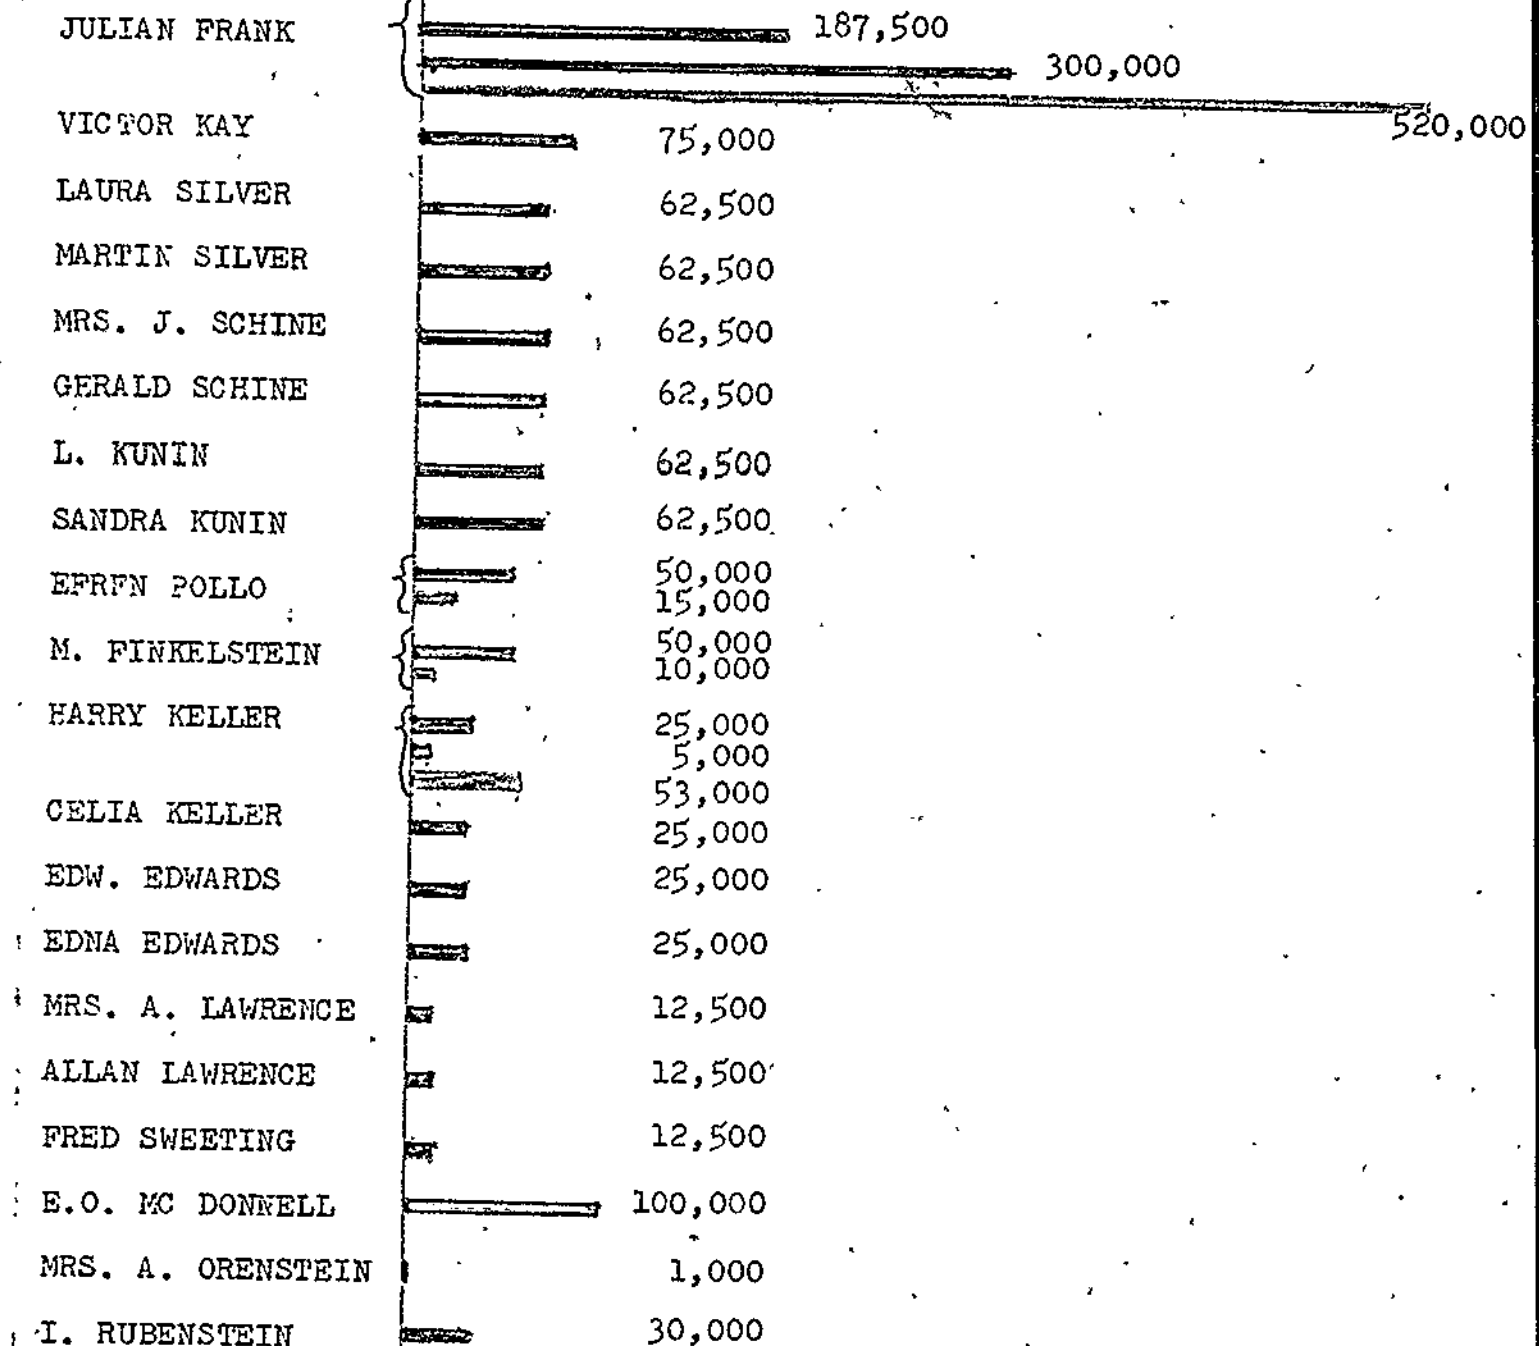 JULIAN FRANK 187,500
300,000
520,000
VICTOR KAY 75,000
LAURA SILVER 62,500
MARTIN SILVER 62,500
MRS. J. SCHINE 62,500
GERALD SCHINE 62,500
L. KUNIN 62,500
SANDRA KUNIN 62,500
EFREN POLLO 50,000
15,000
M. FINKELSTEIN 50,000
10,000
HARRY KELLER 25,000
5,000
53,000
CELIA KELLER 25,000
EDW. EDWARDS 25,000
EDNA EDWARDS 25,000
MRS. A. LAWRENCE 12,500
ALLAN LAWRENCE 12,500
FRED SWEETING 12,500
E.O. MC DONNELL 100,000
MRS. A. ORENSTEIN 1,000
I. RUBENSTEIN 30,000